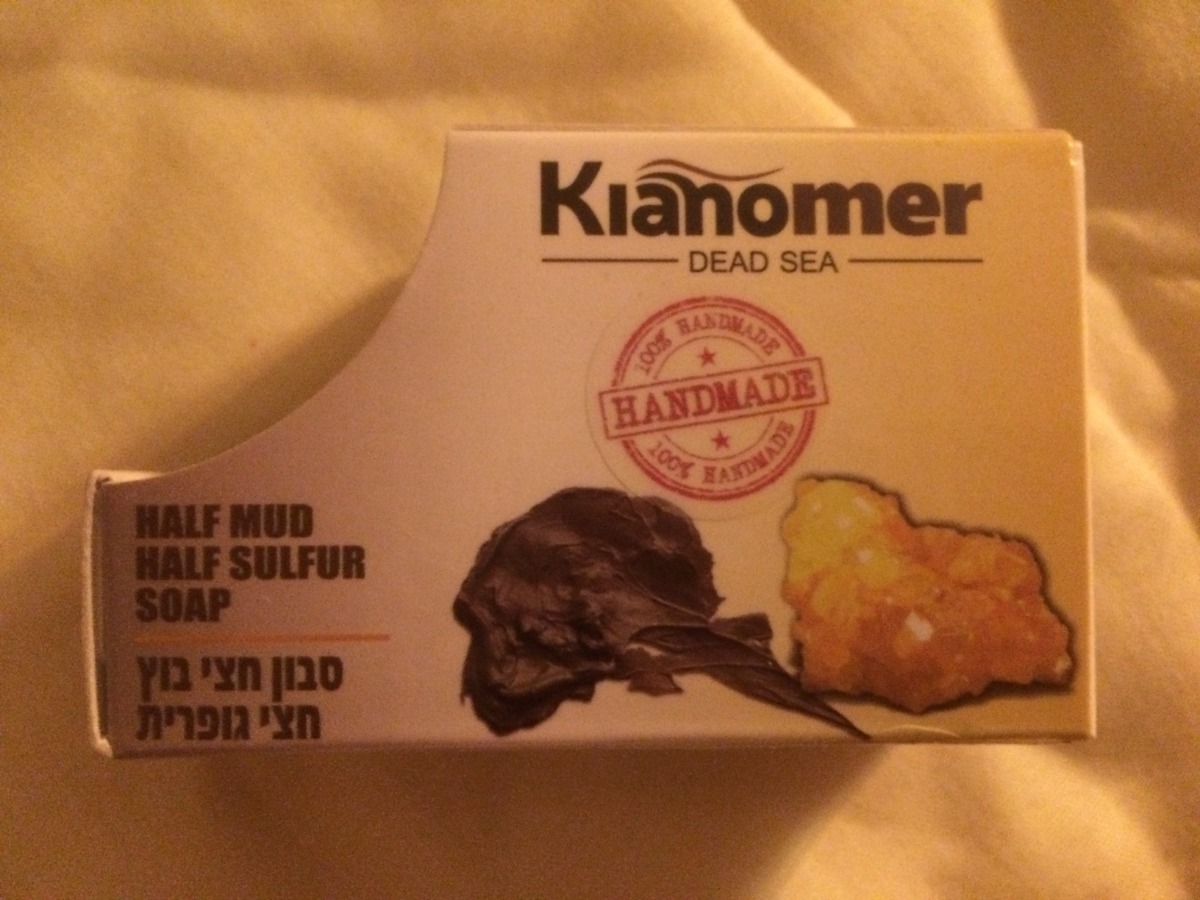 Kianomer
DEAD SEA
100% HANDMADE
HANDMADE
100% HANDMADE
HALF MUD
HALF SULFUR
SOAP
סבון חצי בוץ
חצי גופרית